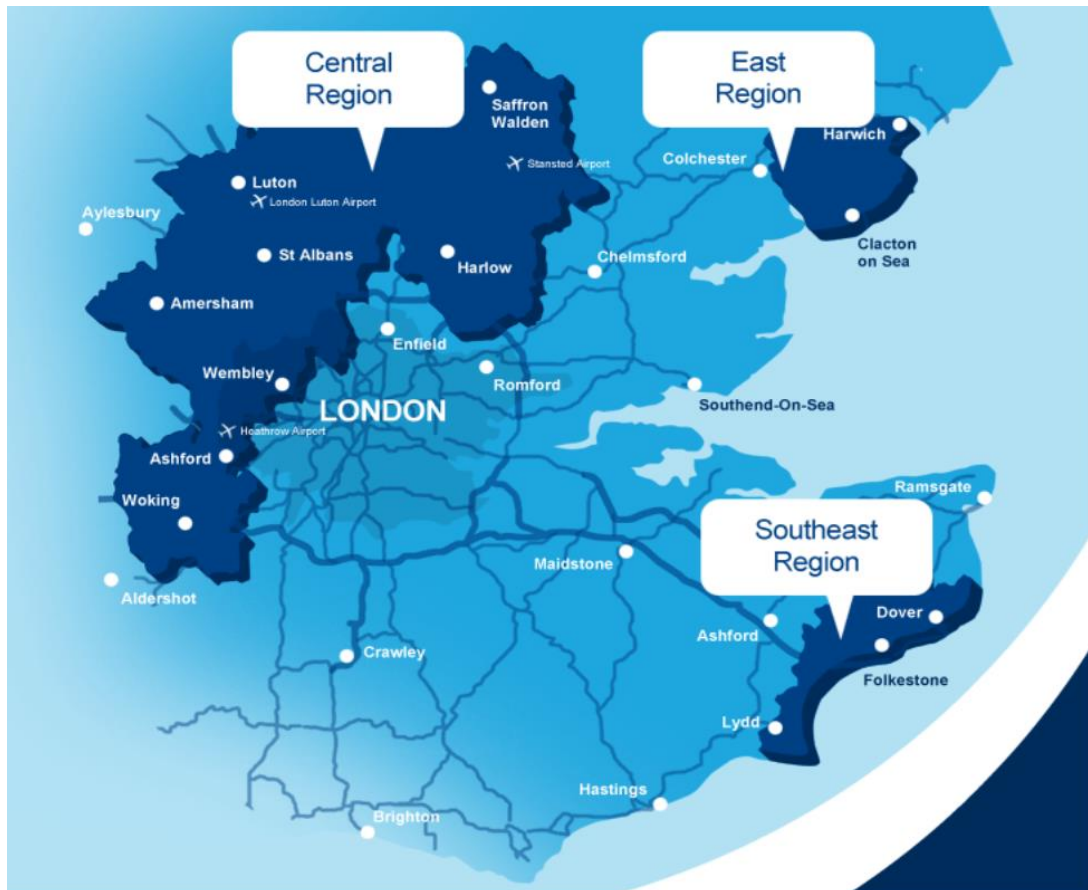 Central
Region
East
Region
Saffron
Walden
Harwich
Stansted Airport
Colchester
Luton
London Luton Airport
Aylesbury
St Albans
Harlow
Clacton
on Sea
Chelmsford
Amersham
Enfield
Wembley
Romford
LONDON
Southend-On-Sea
Heathrow Airport
Ashford
Woking
Ramsgate
Southeast
Region
Maidstone
Aldershot
Dover
Ashford
Crawley
Folkestone
Lydd
Hastings
Brighton